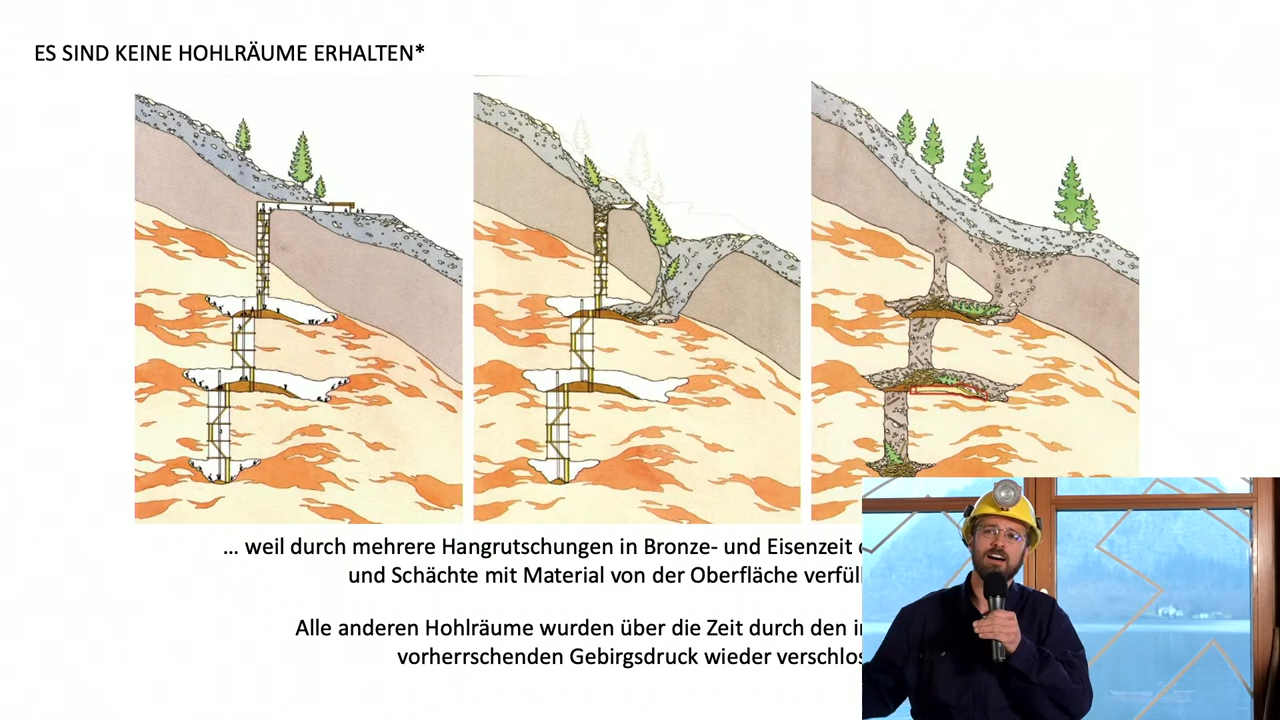 ES SIND KEINE HOHLRÄUME ERHALTEN*
... weil durch mehrere Hangrutschungen in Bronze- und Eisenzeit
und Schächte mit Material von der Oberfläche
Alle anderen Hohlräume wurden über die Zeit durch den
vorherrschenden Gebirgsdruck wieder